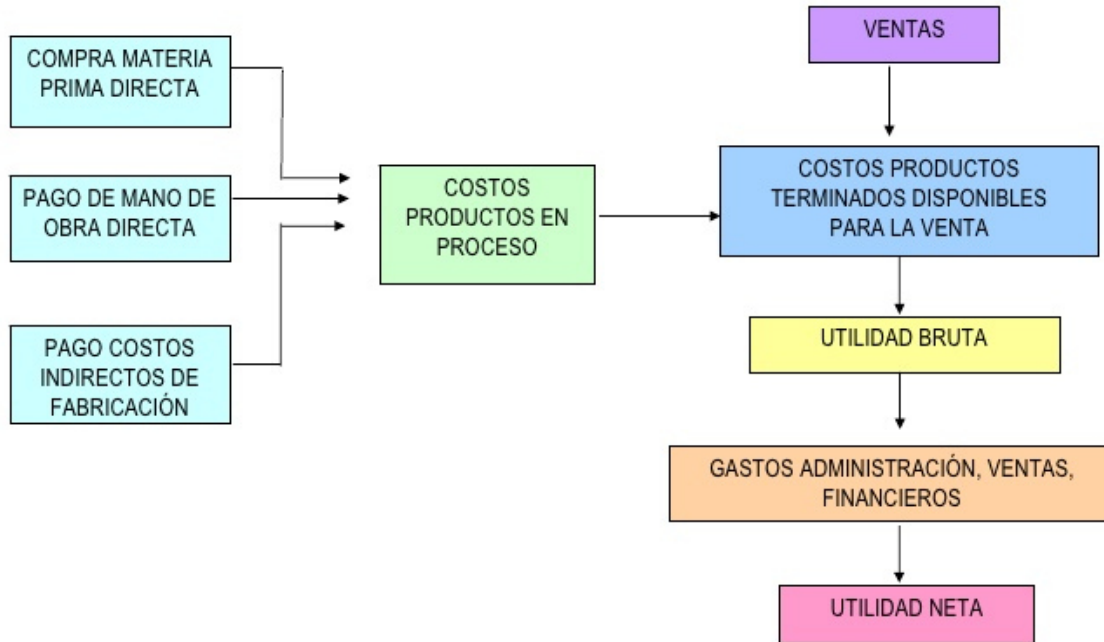 COMPRA MATERIA
PRIMA DIRECTA
PAGO DE MANO DE
OBRA DIRECTA
PAGO COSTOS
INDIRECTOS DE
FABRICACIÓN
COSTOS
PRODUCTOS EN
PROCESO
VENTAS
COSTOS PRODUCTOS
TERMINADOS DISPONIBLES
PARA LA VENTA
UTILIDAD BRUTA
GASTOS ADMINISTRACIÓN, VENTAS,
FINANCIEROS
UTILIDAD NETA